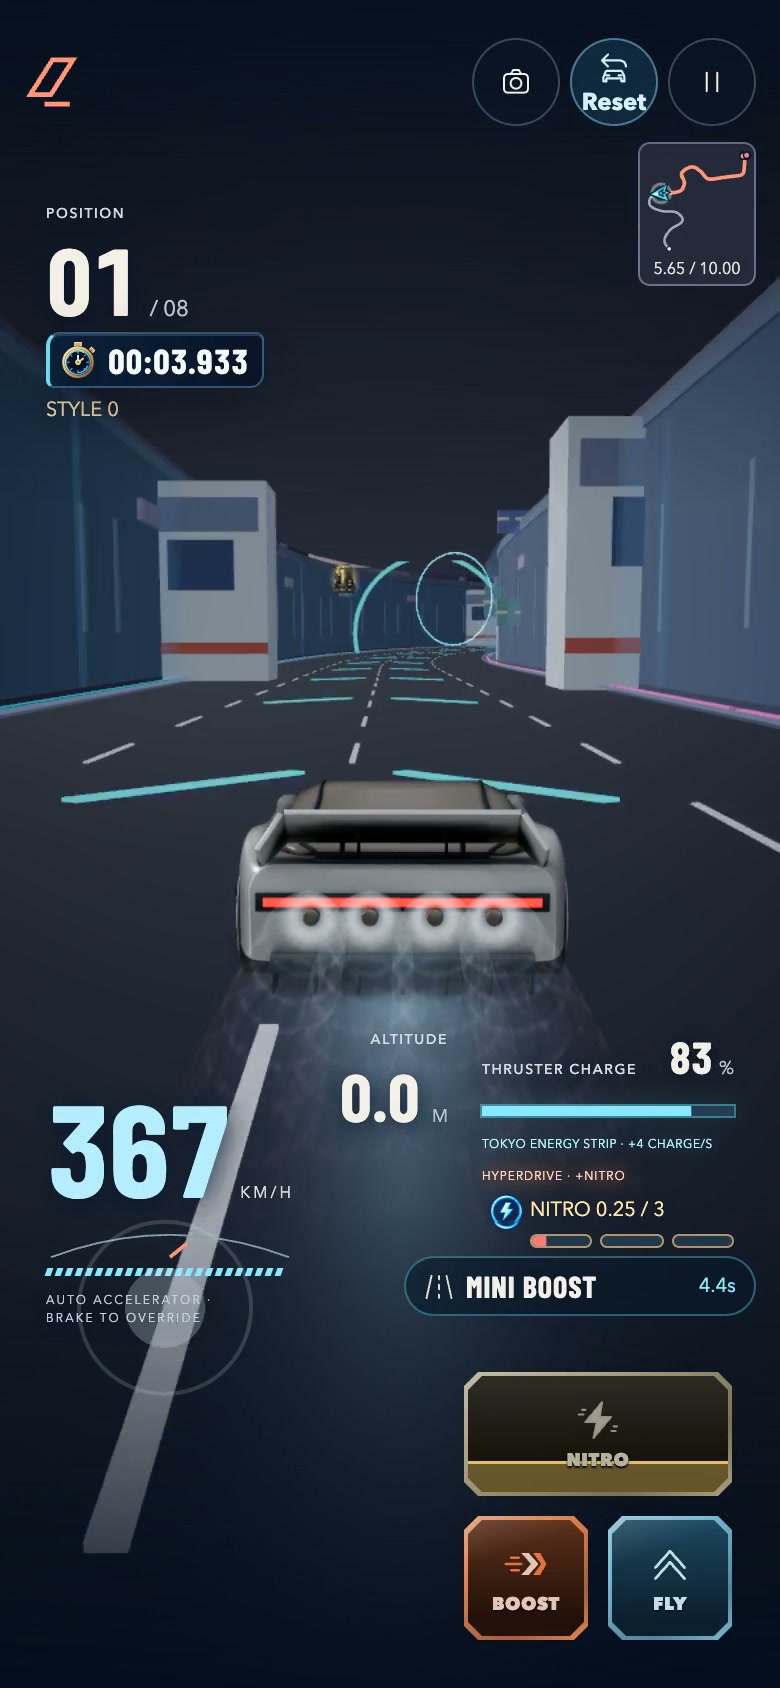 Reset
5.65 / 10.00
POSITION
01 / 08
00:03.933
STYLE 0
ALTITUDE
0.0 M
THRUSTER CHARGE 83 %
TOKYO ENERGY STRIP · +4 CHARGE/S
HYPERDRIVE · +NITRO
NITRO 0.25 / 3
367 KM/H
MINI BOOST 4.4s
AUTO ACCELERATOR ·
BRAKE TO OVERRIDE
NITRO
BOOST
FLY